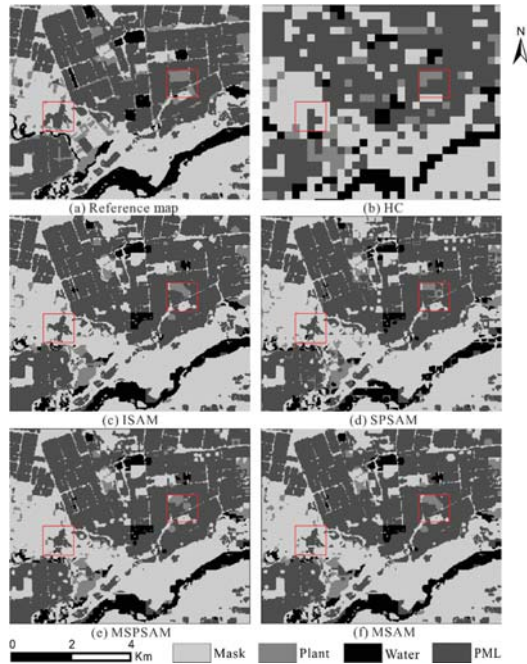 N
(a) Reference map
(b) HC
(c) ISAM
(d) SPSAM
(e) MSPSAM
(f) MSAM
0 2 4
Km
Mask
Plant
Water
PML